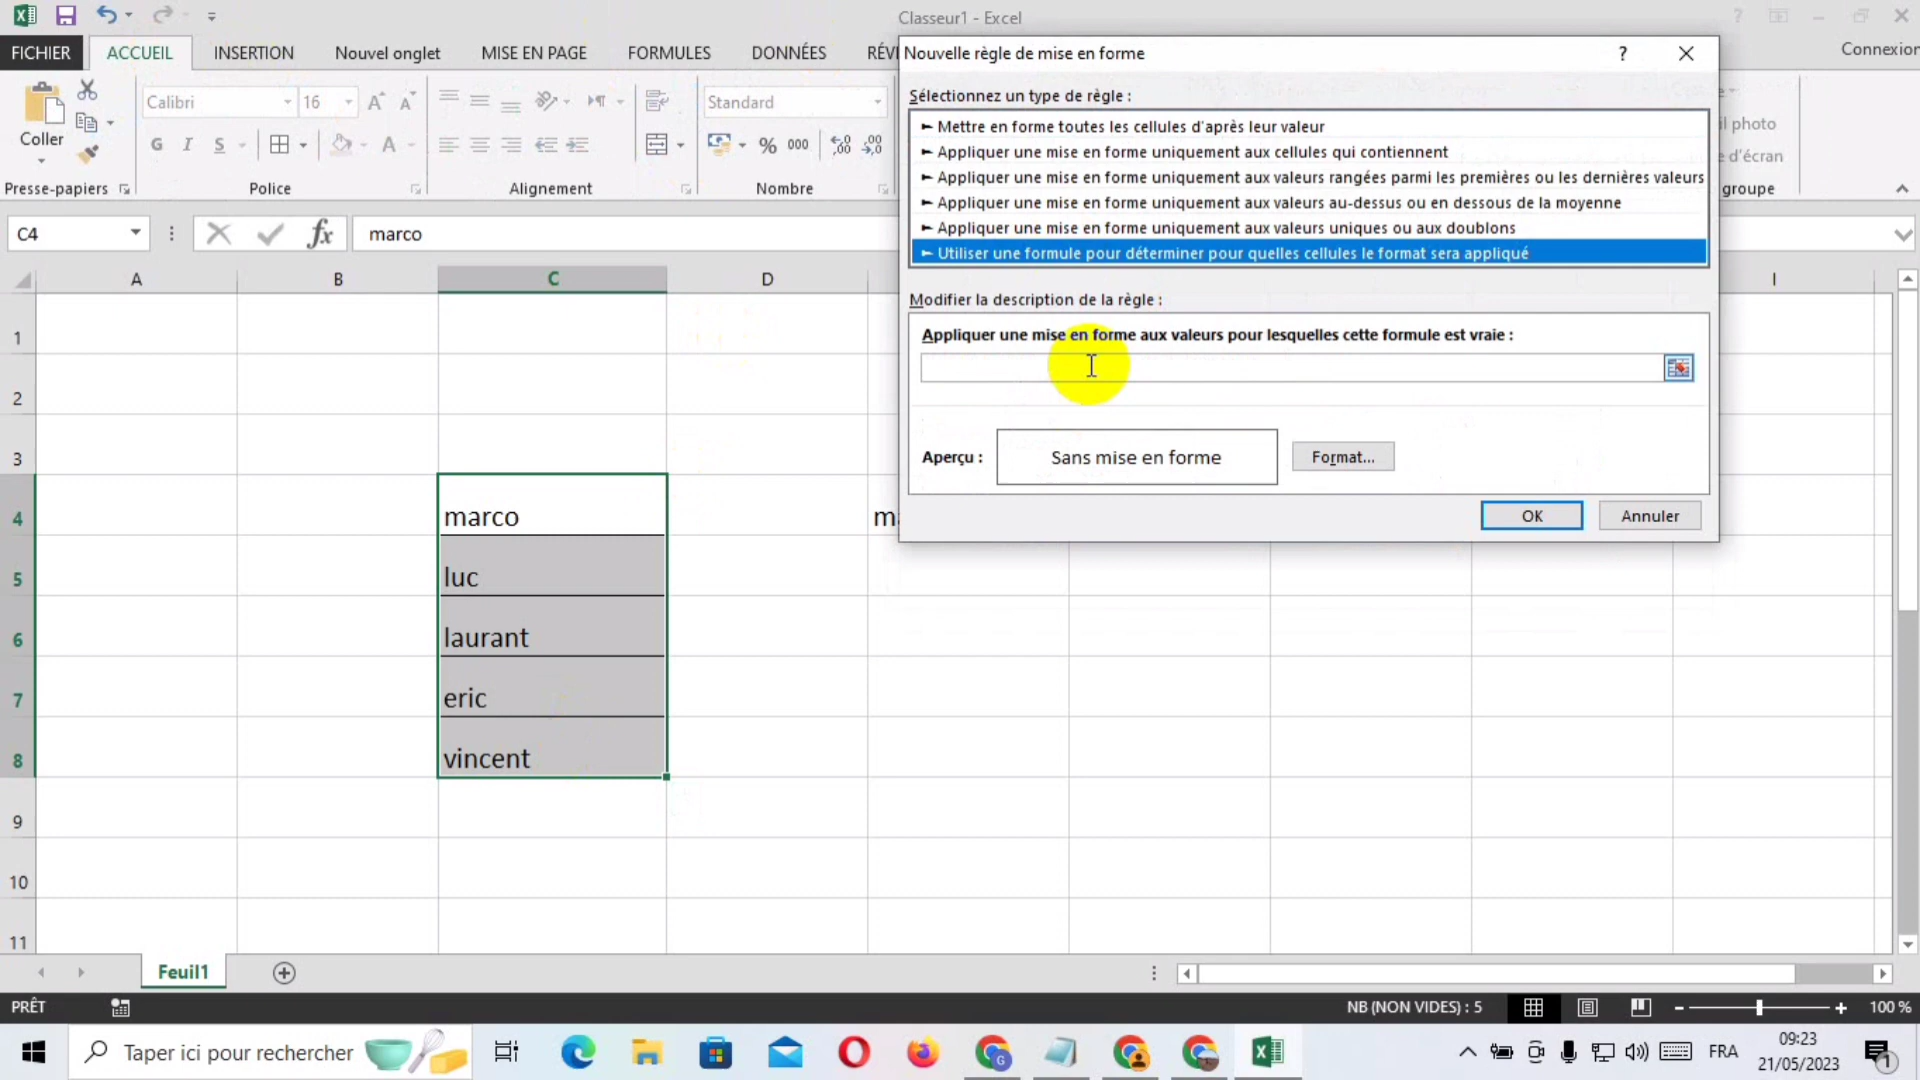 Classeur1 - Excel
FICHIER ACCUEIL INSERTION Nouvel onglet MISE EN PAGE FORMULES DONNÉES RÉVI Connexion
Nouvelle règle de mise en forme
Coller
Calibri 16
Standard
G I S
A
% 000
Presse-papiers Police Alignement Nombre
il photo
d'écran
groupe
Sélectionnez un type de règle :
► Mettre en forme toutes les cellules d'après leur valeur
► Appliquer une mise en forme uniquement aux cellules qui contiennent
► Appliquer une mise en forme uniquement aux valeurs rangées parmi les premières ou les dernières valeurs
► Appliquer une mise en forme uniquement aux valeurs au-dessus ou en dessous de la moyenne
► Appliquer une mise en forme uniquement aux valeurs uniques ou aux doublons
► Utiliser une formule pour déterminer pour quelles cellules le format sera appliqué
Modifier la description de la règle :
Appliquer une mise en forme aux valeurs pour lesquelles cette formule est vraie :
Aperçu : Sans mise en forme Format...
OK Annuler
C4 fx marco
A B C D I
1
2
3
4 marco
5 luc
6 laurant
7 eric
8 vincent
9
10
11
Feuil1
PRÊT NB (NON VIDES) : 5 100 %
Taper ici pour rechercher FRA 09:23
21/05/2023